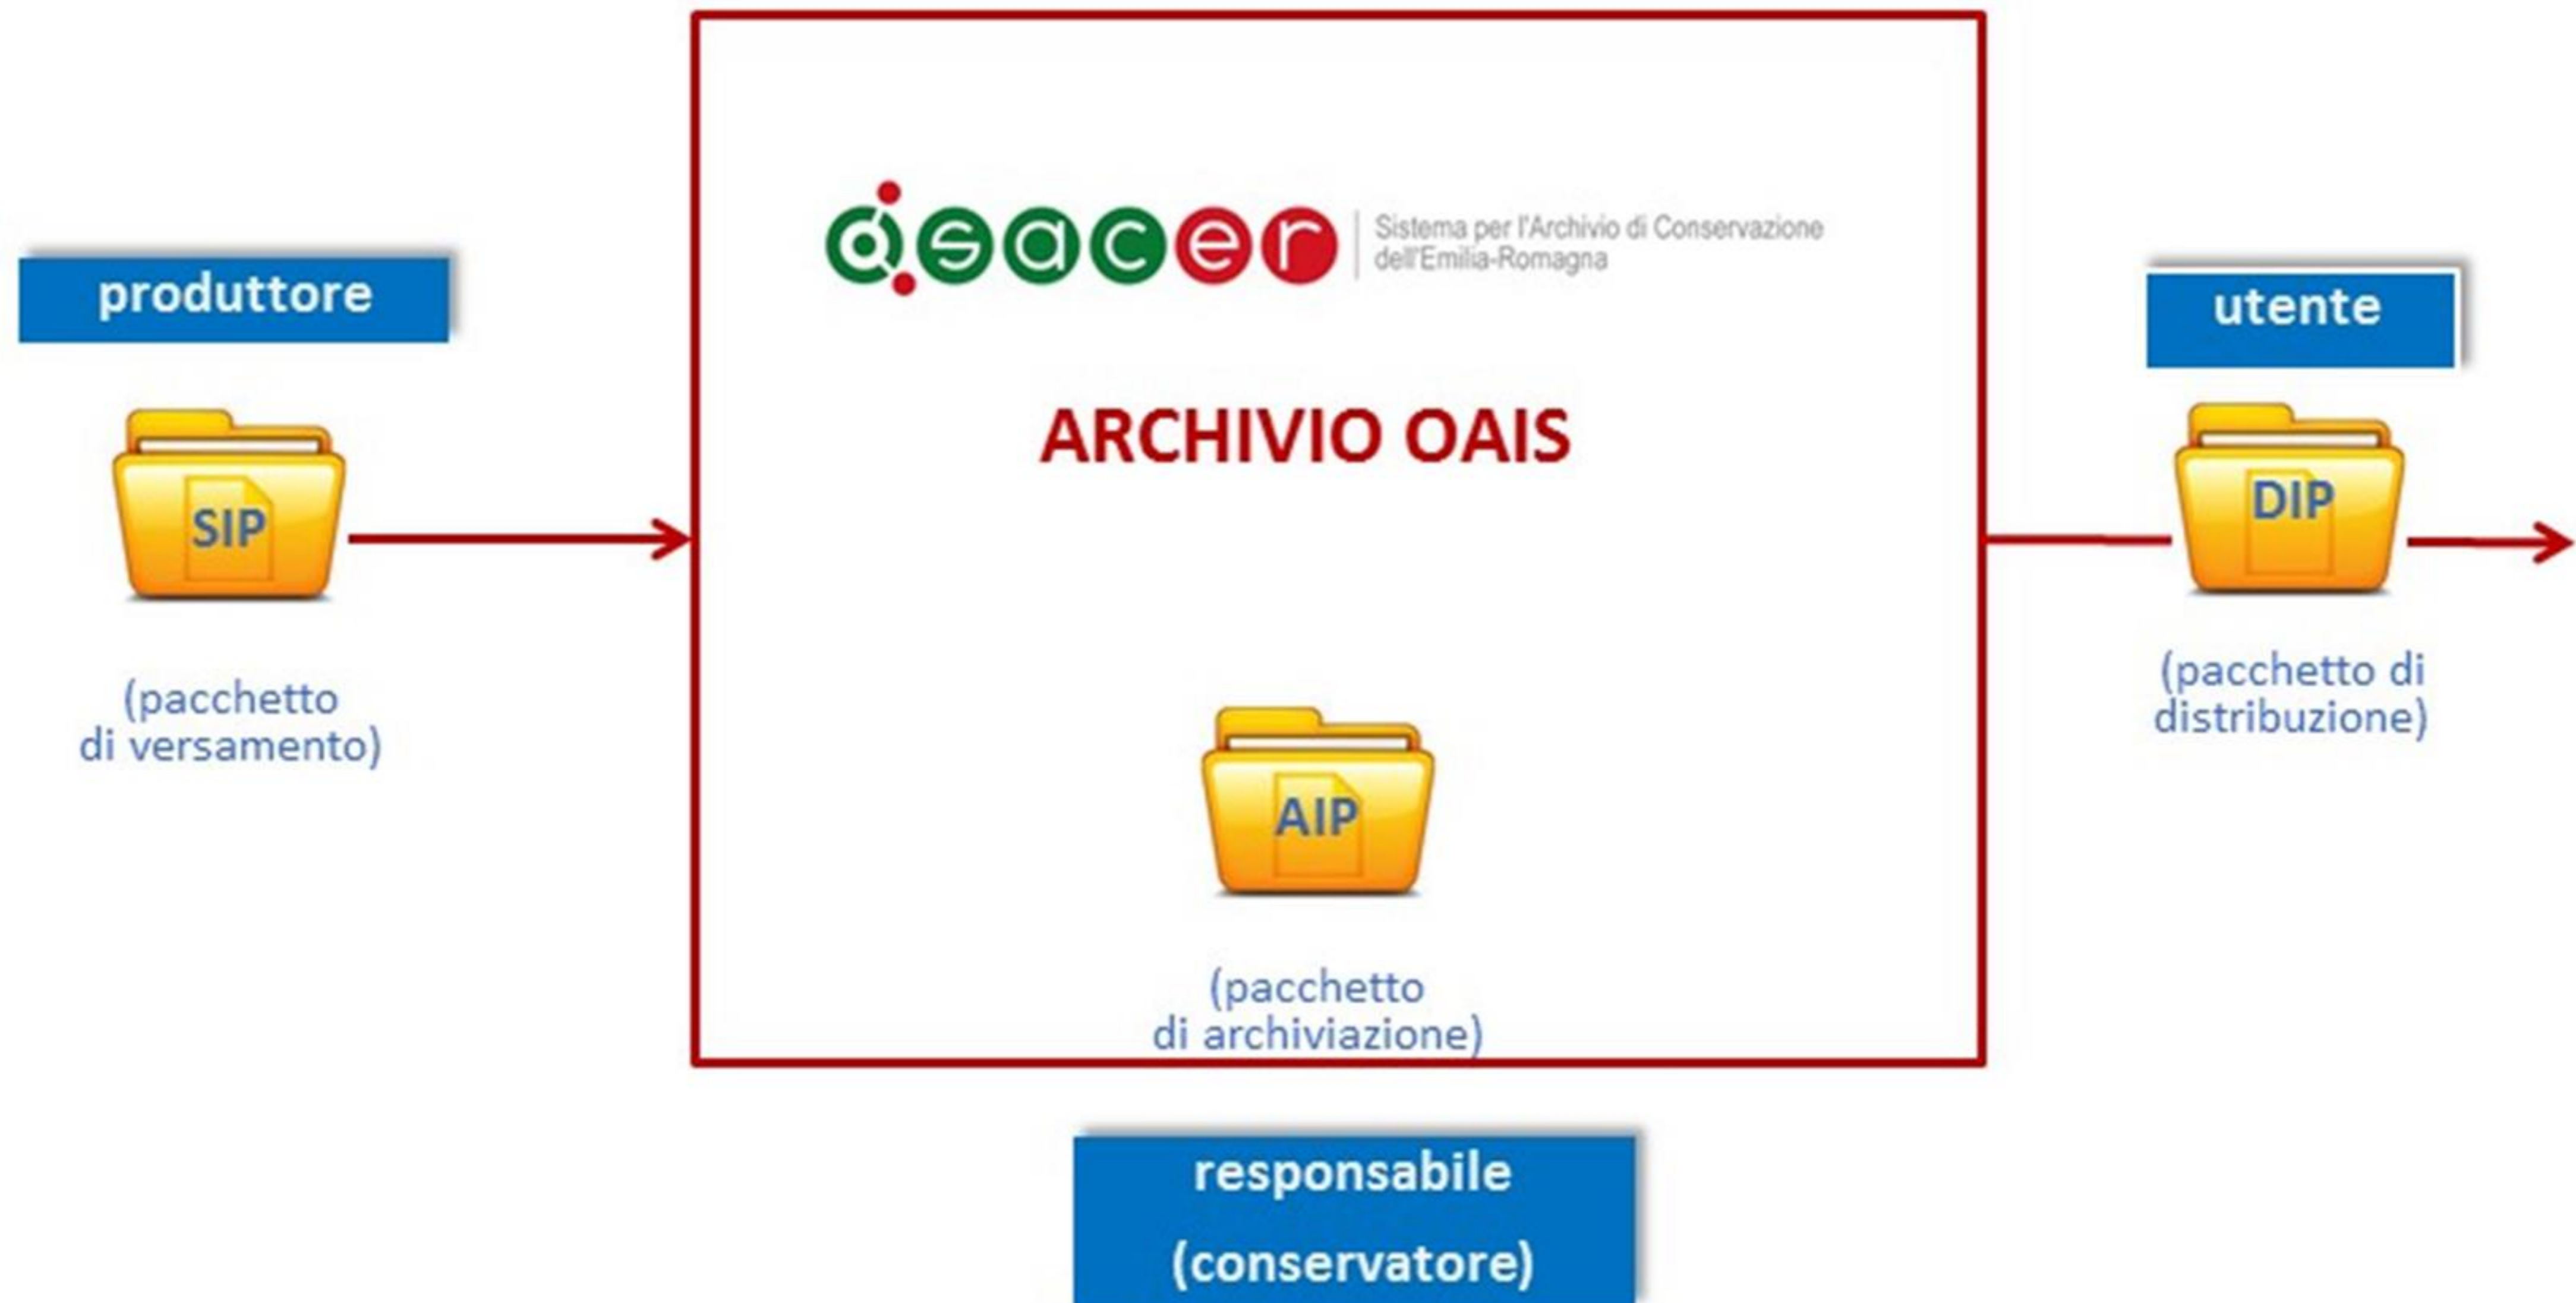 produttore
SIP
(pacchetto
di versamento)
sacer
Sistema per l'Archivio di Conservazione
dell'Emilia-Romagna
ARCHIVIO OAIS
AIP
(pacchetto
di archiviazione)
responsabile
(conservatore)
utente
DIP
(pacchetto di
distribuzione)